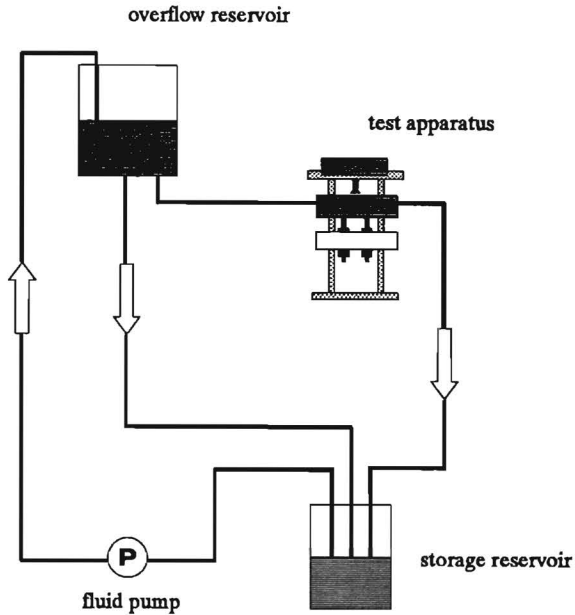 overflow reservoir
test apparatus
P
storage reservoir
fluid pump